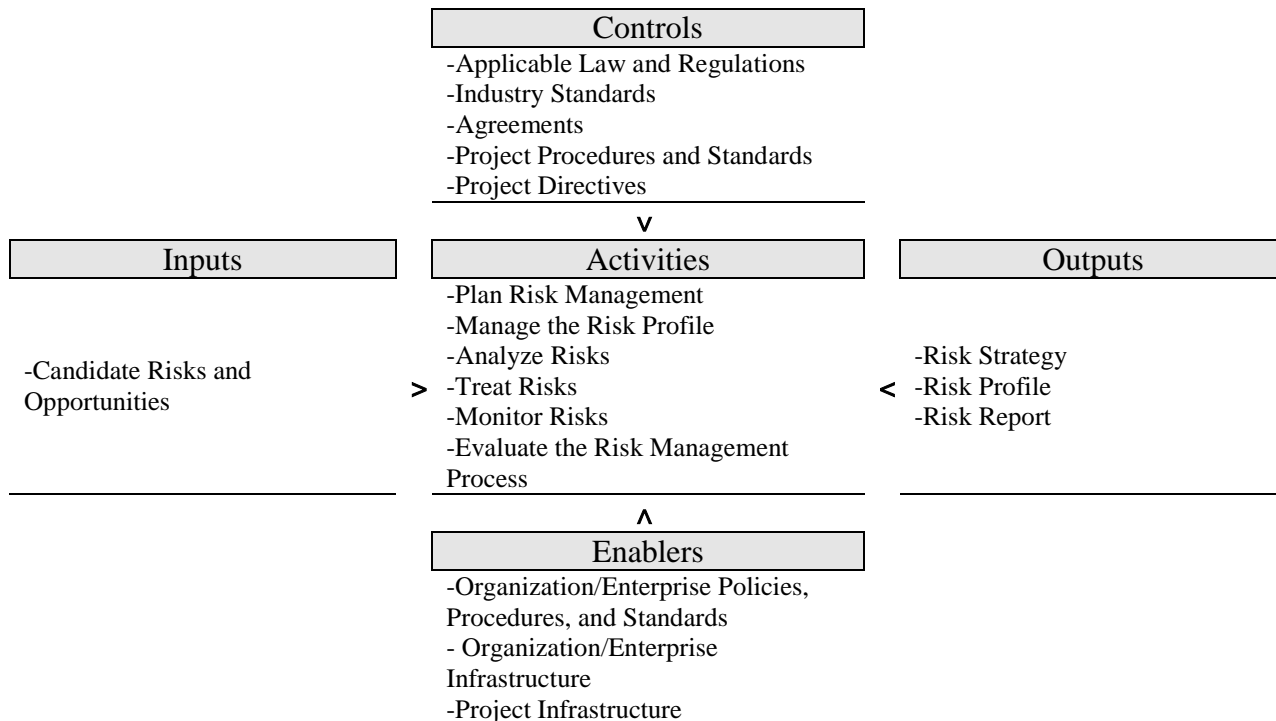 Controls
-Applicable Law and Regulations
-Industry Standards
-Agreements
-Project Procedures and Standards
-Project Directives
v
Inputs
-Candidate Risks and
Opportunities
>
Activities
-Plan Risk Management
-Manage the Risk Profile
-Analyze Risks
-Treat Risks
-Monitor Risks
-Evaluate the Risk Management
Process
<
Outputs
-Risk Strategy
-Risk Profile
-Risk Report
^
Enablers
-Organization/Enterprise Policies,
Procedures, and Standards
- Organization/Enterprise
Infrastructure
-Project Infrastructure